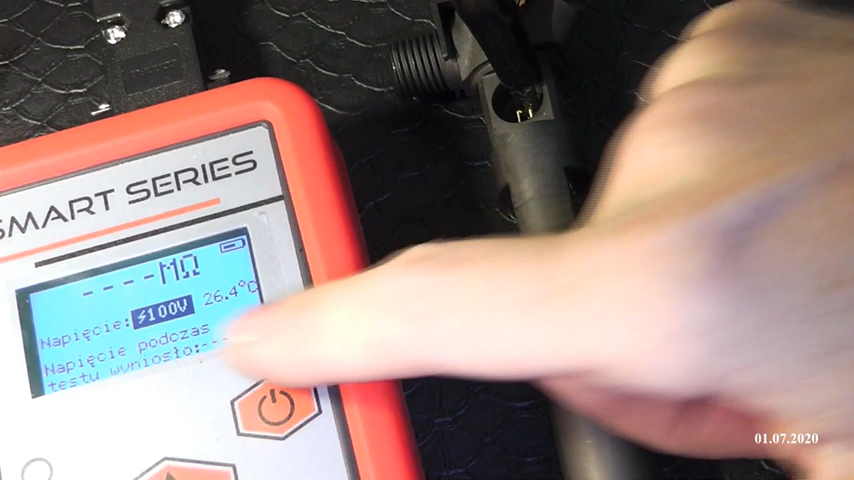 SMART SERIES
----MΩ
Napięcie:⚡100V 26.4°C
Napięcie podczas
testu wyniosło:---
01.07.2020